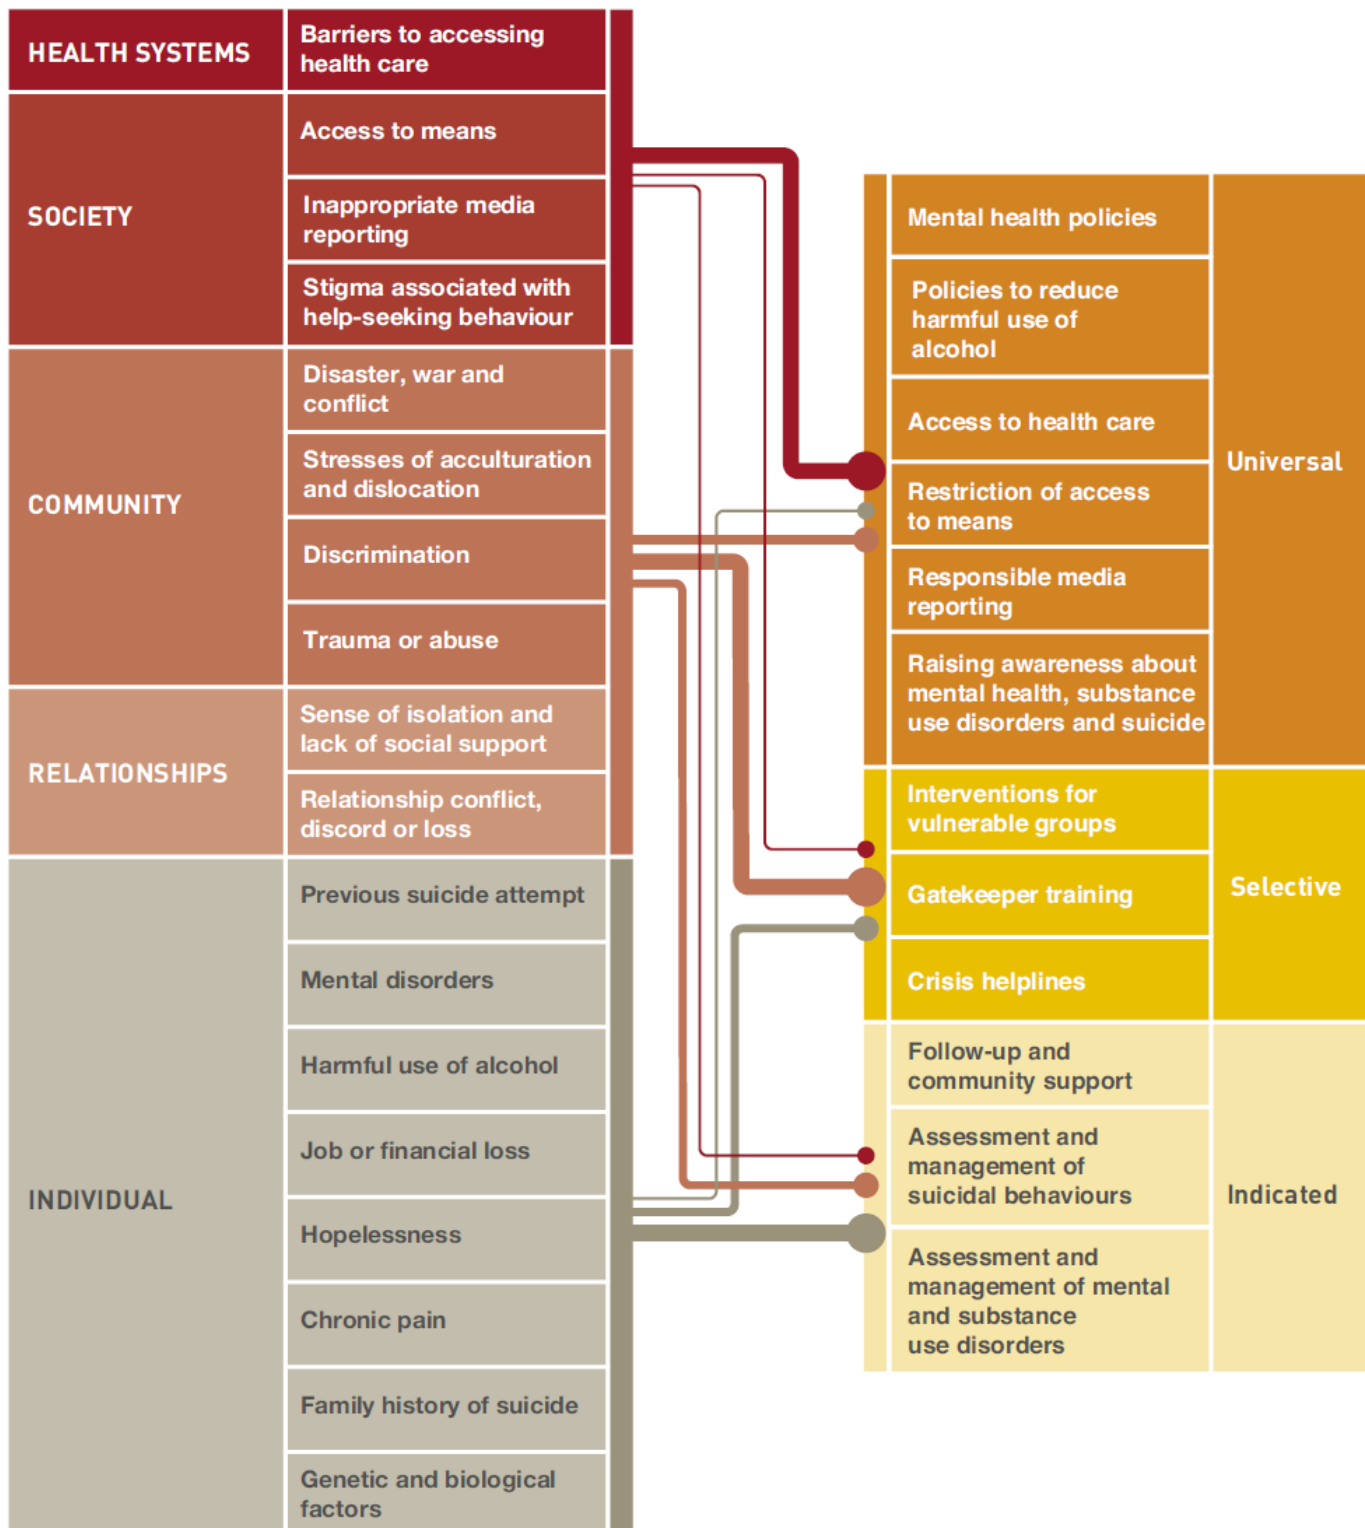 HEALTH SYSTEMS
Barriers to accessing
health care
SOCIETY
Access to means
Inappropriate media
reporting
Stigma associated with
help-seeking behaviour
COMMUNITY
Disaster, war and
conflict
Stresses of acculturation
and dislocation
Discrimination
Trauma or abuse
RELATIONSHIPS
Sense of isolation and
lack of social support
Relationship conflict,
discord or loss
INDIVIDUAL
Previous suicide attempt
Mental disorders
Harmful use of alcohol
Job or financial loss
Hopelessness
Chronic pain
Family history of suicide
Genetic and biological
factors
Mental health policies
Policies to reduce
harmful use of
alcohol
Access to health care
Restriction of access
to means
Responsible media
reporting
Raising awareness about
mental health, substance
use disorders and suicide
Universal
Interventions for
vulnerable groups
Gatekeeper training
Crisis helplines
Selective
Follow-up and
community support
Assessment and
management of
suicidal behaviours
Assessment and
management of mental
and substance
use disorders
Indicated